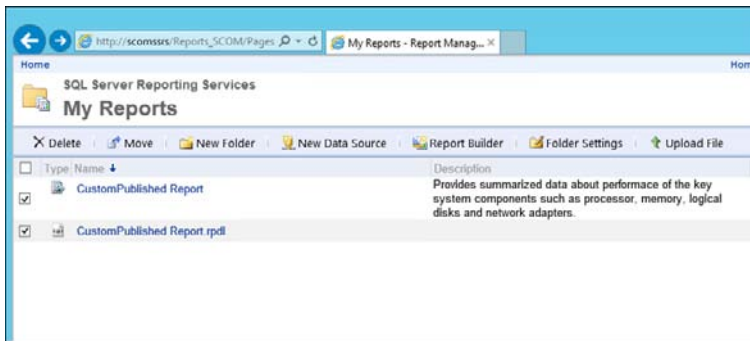 http://scomssrs/Reports_SCOM/Pages
My Reports - Report Manag...
Home
Hom
SQL Server Reporting Services
My Reports
Delete Move New Folder New Data Source Report Builder Folder Settings Upload File
Type Name Description
CustomPublished Report
Provides summarized data about performace of the key
system components such as processor, memory, logical
disks and network adapters.
CustomPublished Report.rpdl